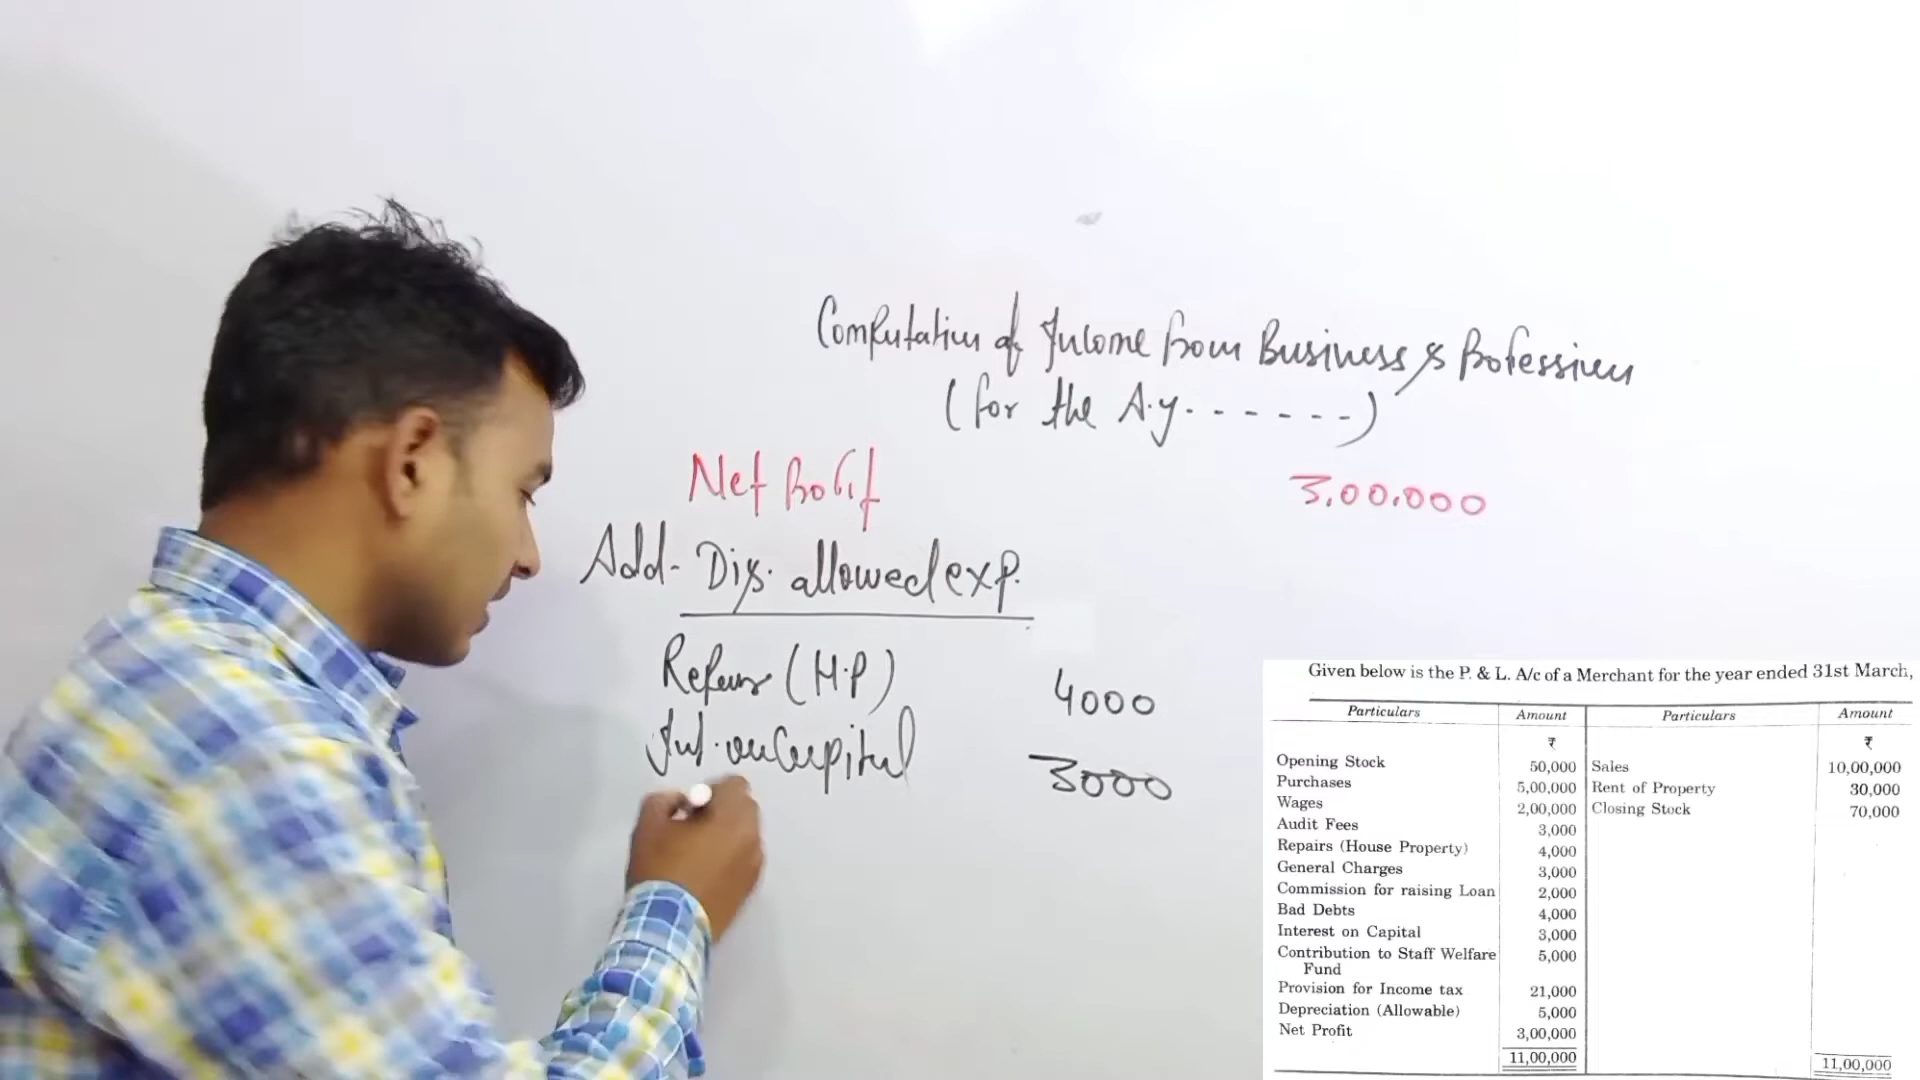 Computation of Income from Business & Profession
(for the A.y. - - - - - -)
Net Profit 3,00,000
Add- Dis. allowed exp.
(H.P) 4000
Int. on Capital 3000
Given below is the P. & L. A/c of a Merchant for the year ended 31st March,
Particulars Amount Particulars Amount
₹ ₹
Opening Stock 50,000 Sales 10,00,000
Purchases 5,00,000 Rent of Property 30,000
Wages 2,00,000 Closing Stock 70,000
Audit Fees 3,000
Repairs (House Property) 4,000
General Charges 3,000
Commission for raising Loan 2,000
Bad Debts 4,000
Interest on Capital 3,000
Contribution to Staff Welfare 5,000
Fund
Provision for Income tax 21,000
Depreciation (Allowable) 5,000
Net Profit 3,00,000
11,00,000 11,00,000